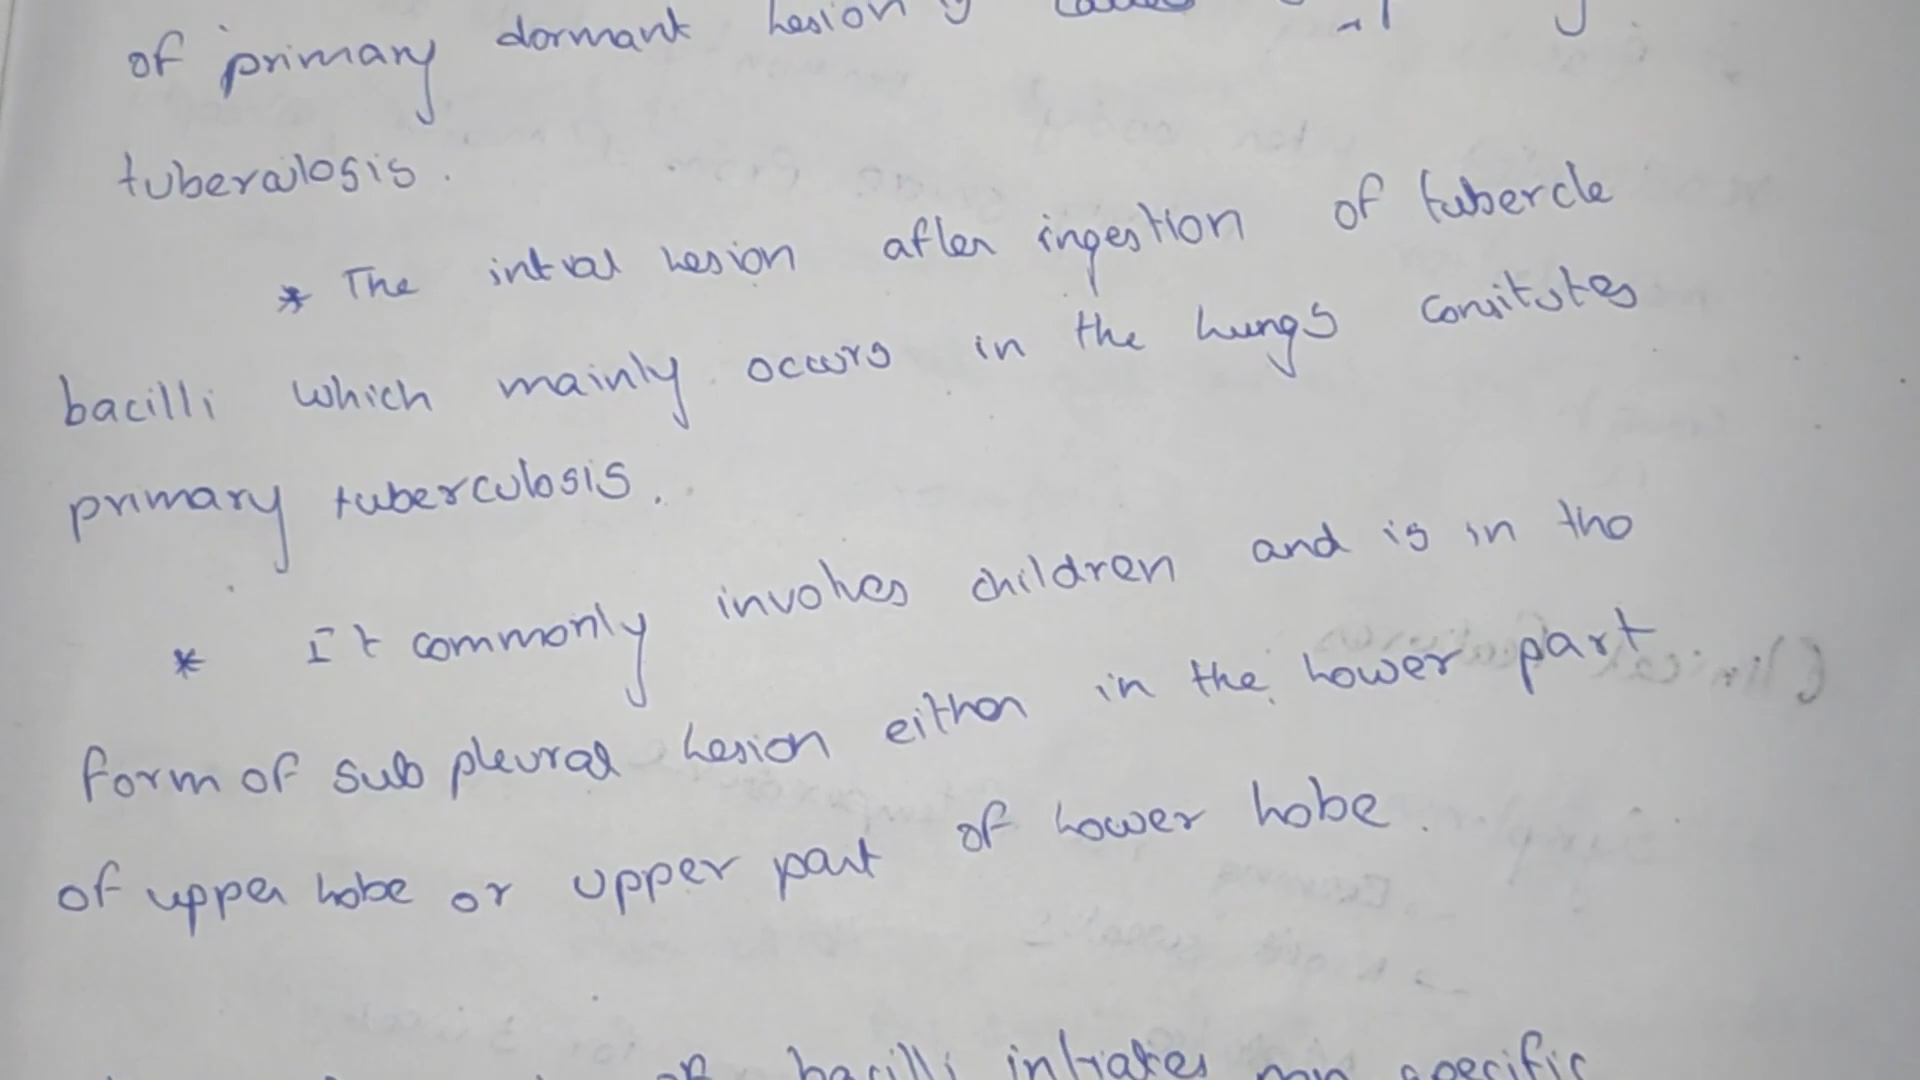 of primary dormant lesion
tuberculosis.
* The intial lesion after ingestion of tubercle
bacilli which mainly occurs in the lungs consitutes
primary tuberculosis.
* It commonly involves children and is in the
form of sub pleural lesion either in the lower part
of upper lobe or upper part of lower lobe.
bacilli intiates non specific